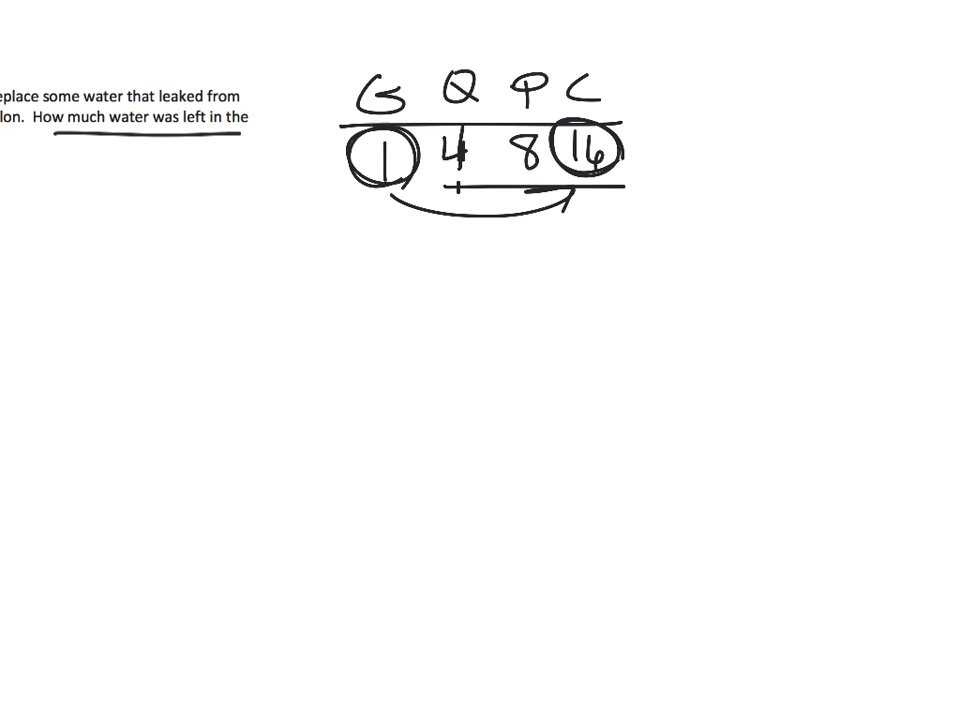 eplace some water that leaked from
lon. How much water was left in the
G Q P C
1 4 8 16